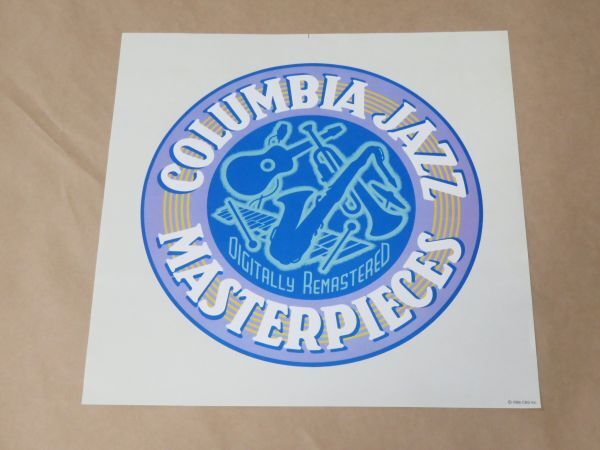 COLUMBIA JAZZ
DIGITALLY REMASTERED
MASTERPIECES